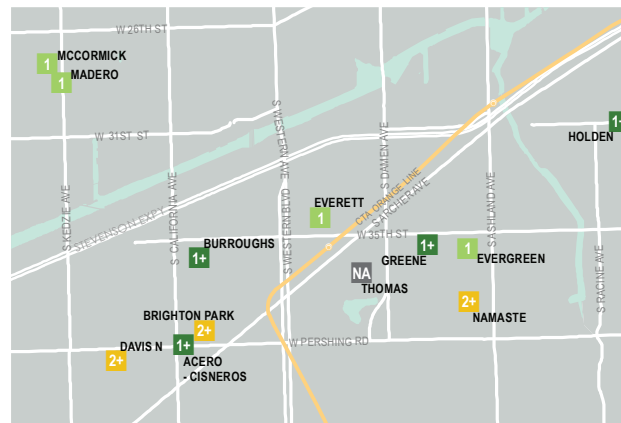 W 26TH ST
MCCORMICK
1
MADERO
1
W 31ST ST
HOLDEN
1+
S KEDZIE AVE
STEVENSON EXPY
S CALIFORNIA AVE
S WESTERN BLVD
S WESTERN AVE
S DAMEN AVE
CTA ORANGE LINE
S ARCHER AVE
S ASHLAND AVE
S RACINE AVE
EVERETT
1
W 35TH ST
BURROUGHS
1+
GREENE
1+
1
EVERGREEN
NA
THOMAS
2+
NAMASTE
BRIGHTON PARK
2+
W PERSHING RD
DAVIS N
2+
1+
ACERO
- CISNEROS